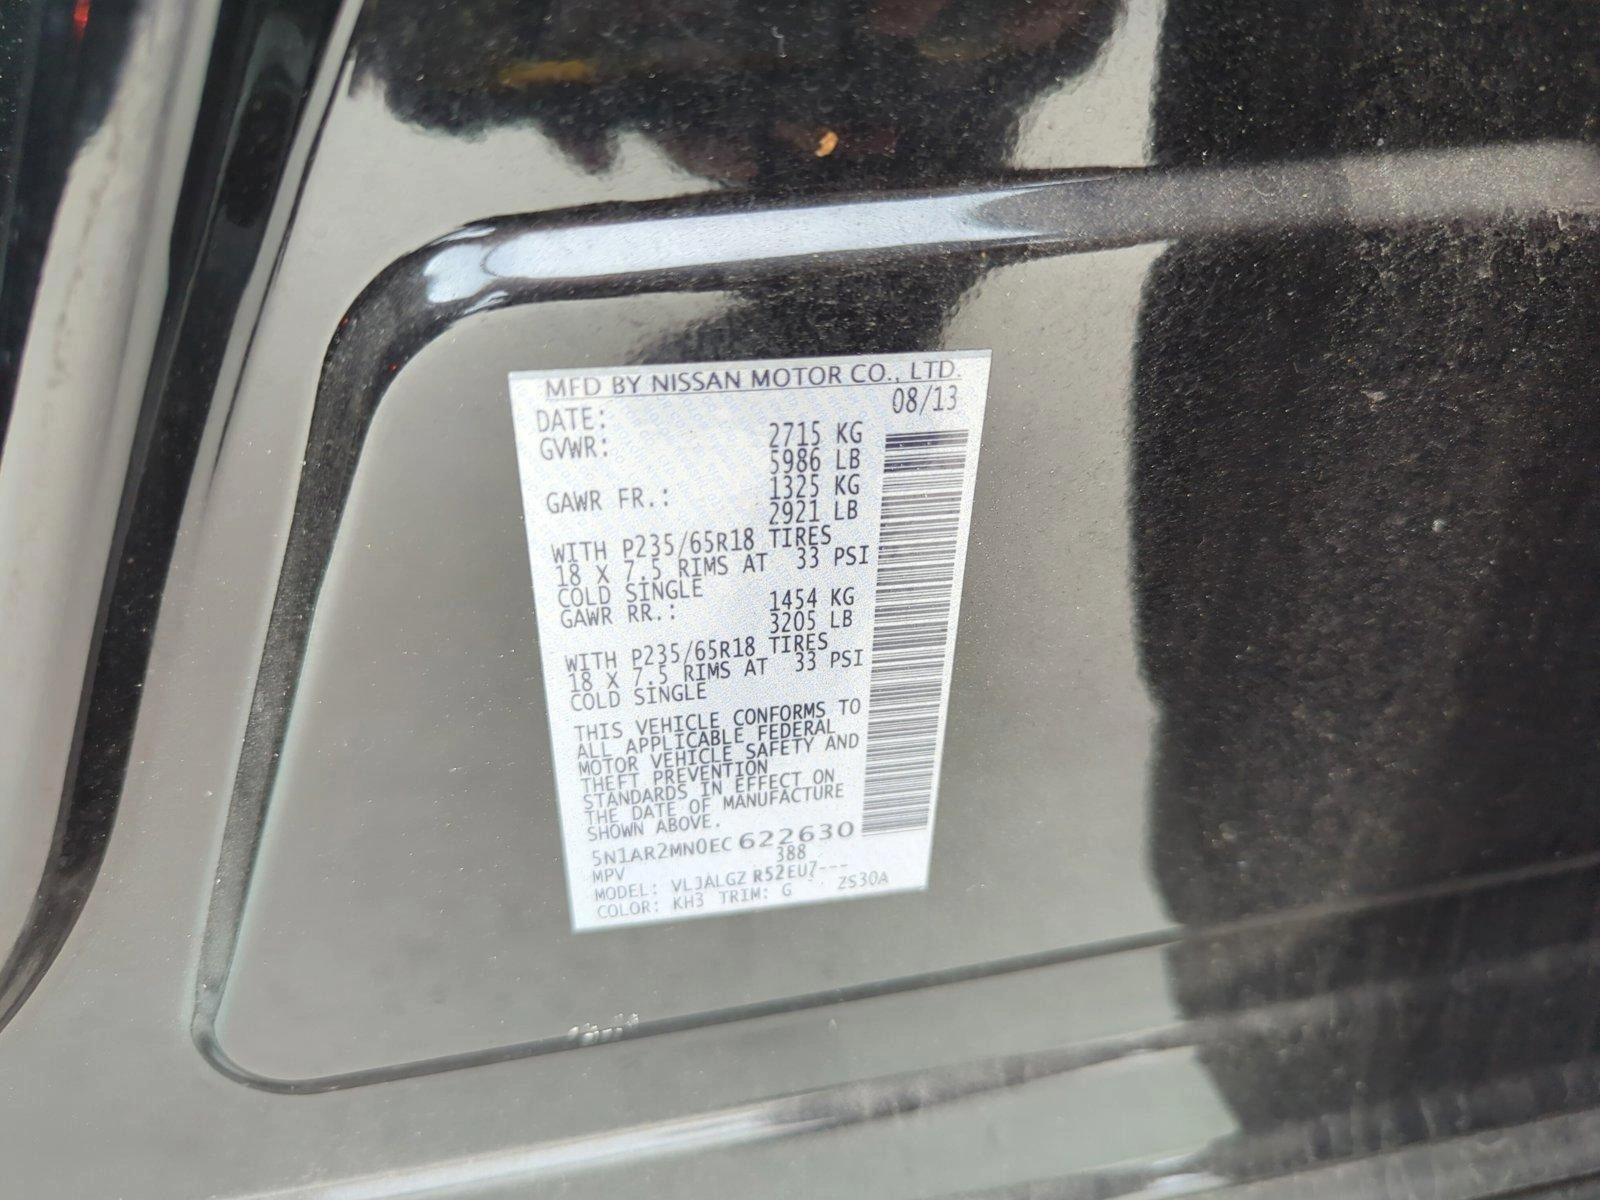 MFD BY NISSAN MOTOR CO., LTD.
DATE: 08/13
GVWR: 2715 KG
5986 LB
GAWR FR.: 1325 KG
2921 LB
WITH P235/65R18 TIRES
18 X 7.5 RIMS AT 33 PSI
COLD SINGLE
GAWR RR.: 1454 KG
3205 LB
WITH P235/65R18 TIRES
18 X 7.5 RIMS AT 33 PSI
COLD SINGLE
THIS VEHICLE CONFORMS TO
ALL APPLICABLE FEDERAL
MOTOR VEHICLE SAFETY AND
THEFT PREVENTION
STANDARDS IN EFFECT ON
THE DATE OF MANUFACTURE
SHOWN ABOVE.
5N1AR2MN0EC622630
MPV 388
MODEL: VLJALGZ R52EU7---
COLOR: KH3 TRIM: G ZS30A